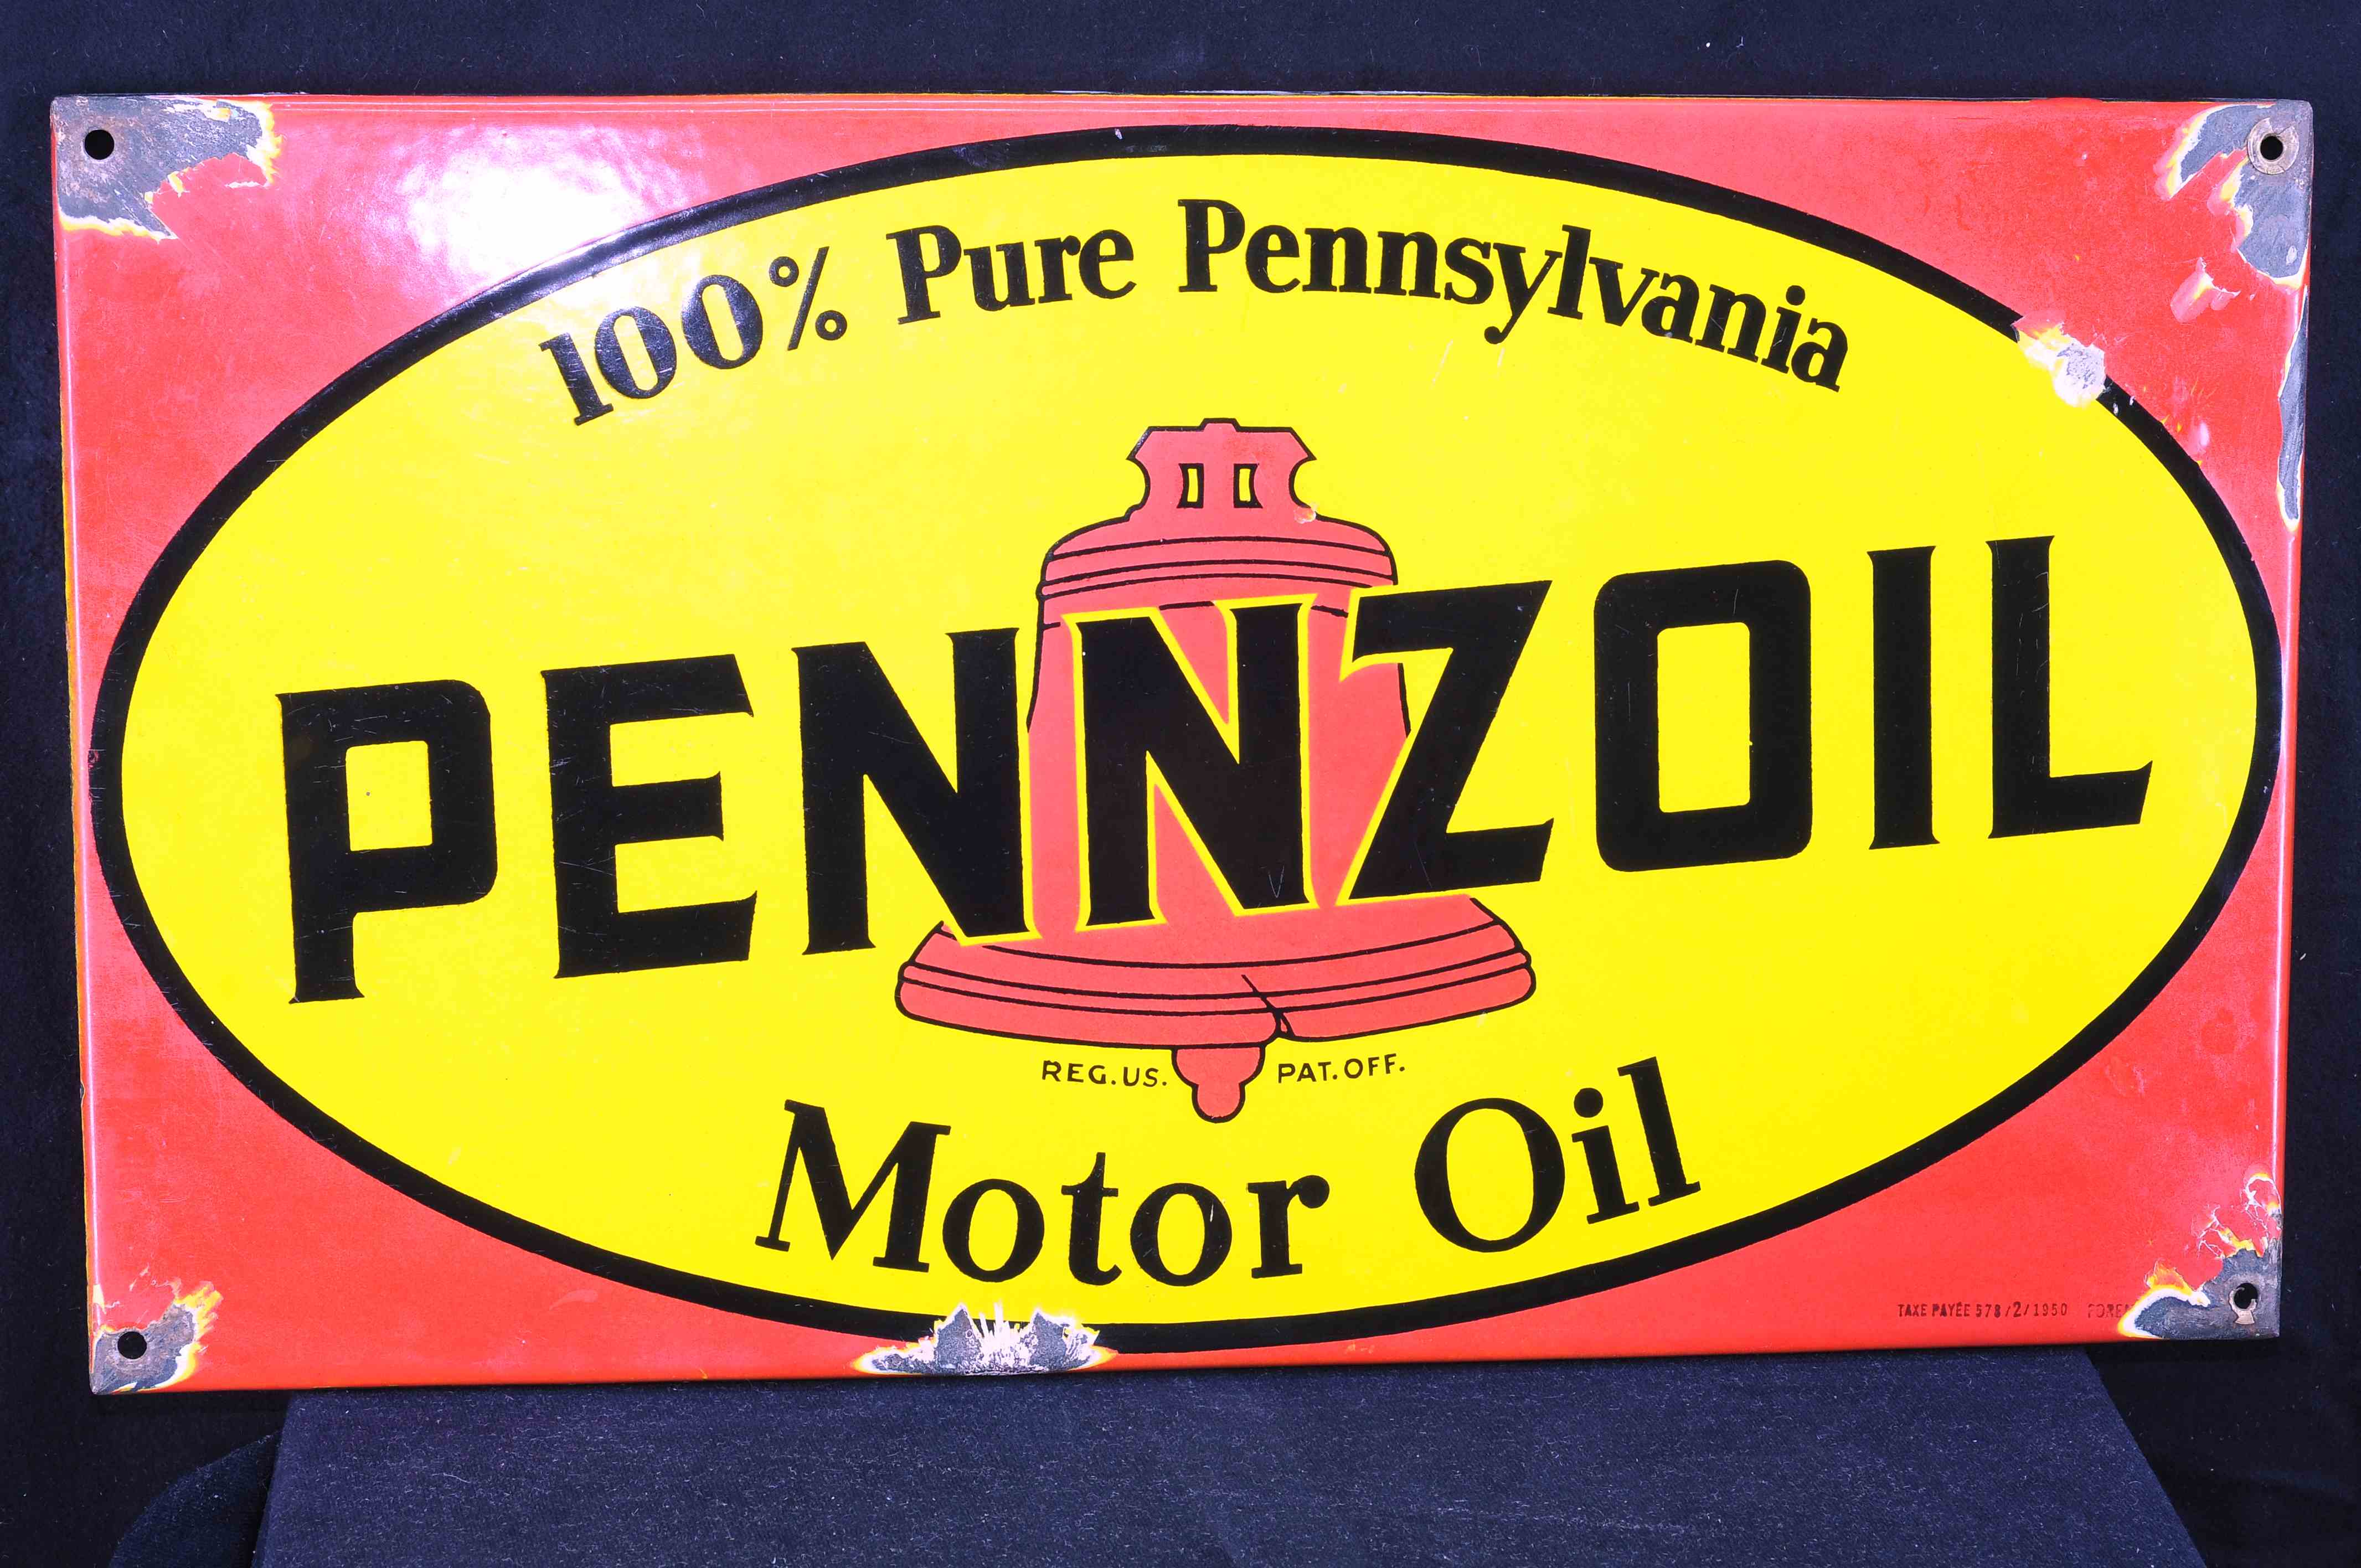 100% Pure Pennsylvania
PENNZOIL
REG. US. PAT. OFF.
Motor Oil
TAXE PAYÉE 578/2/1950